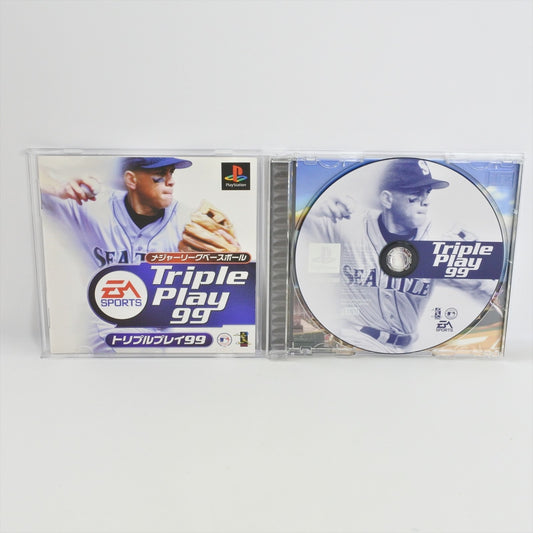 PlayStation
SEATTLE
メジャーリーグベースボール
EA
SPORTS
Triple
Play
99
トリプルプレイ99
S
SEATTLE
Triple
Play
99
EA
SPORTS